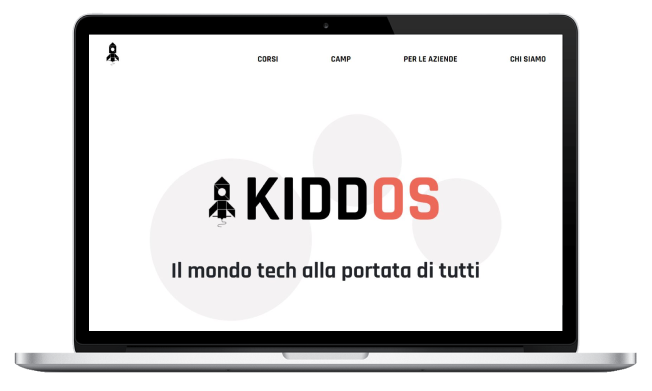 CORSI CAMP PER LE AZIENDE CHI SIAMO
KIDDOS
Il mondo tech alla portata di tutti